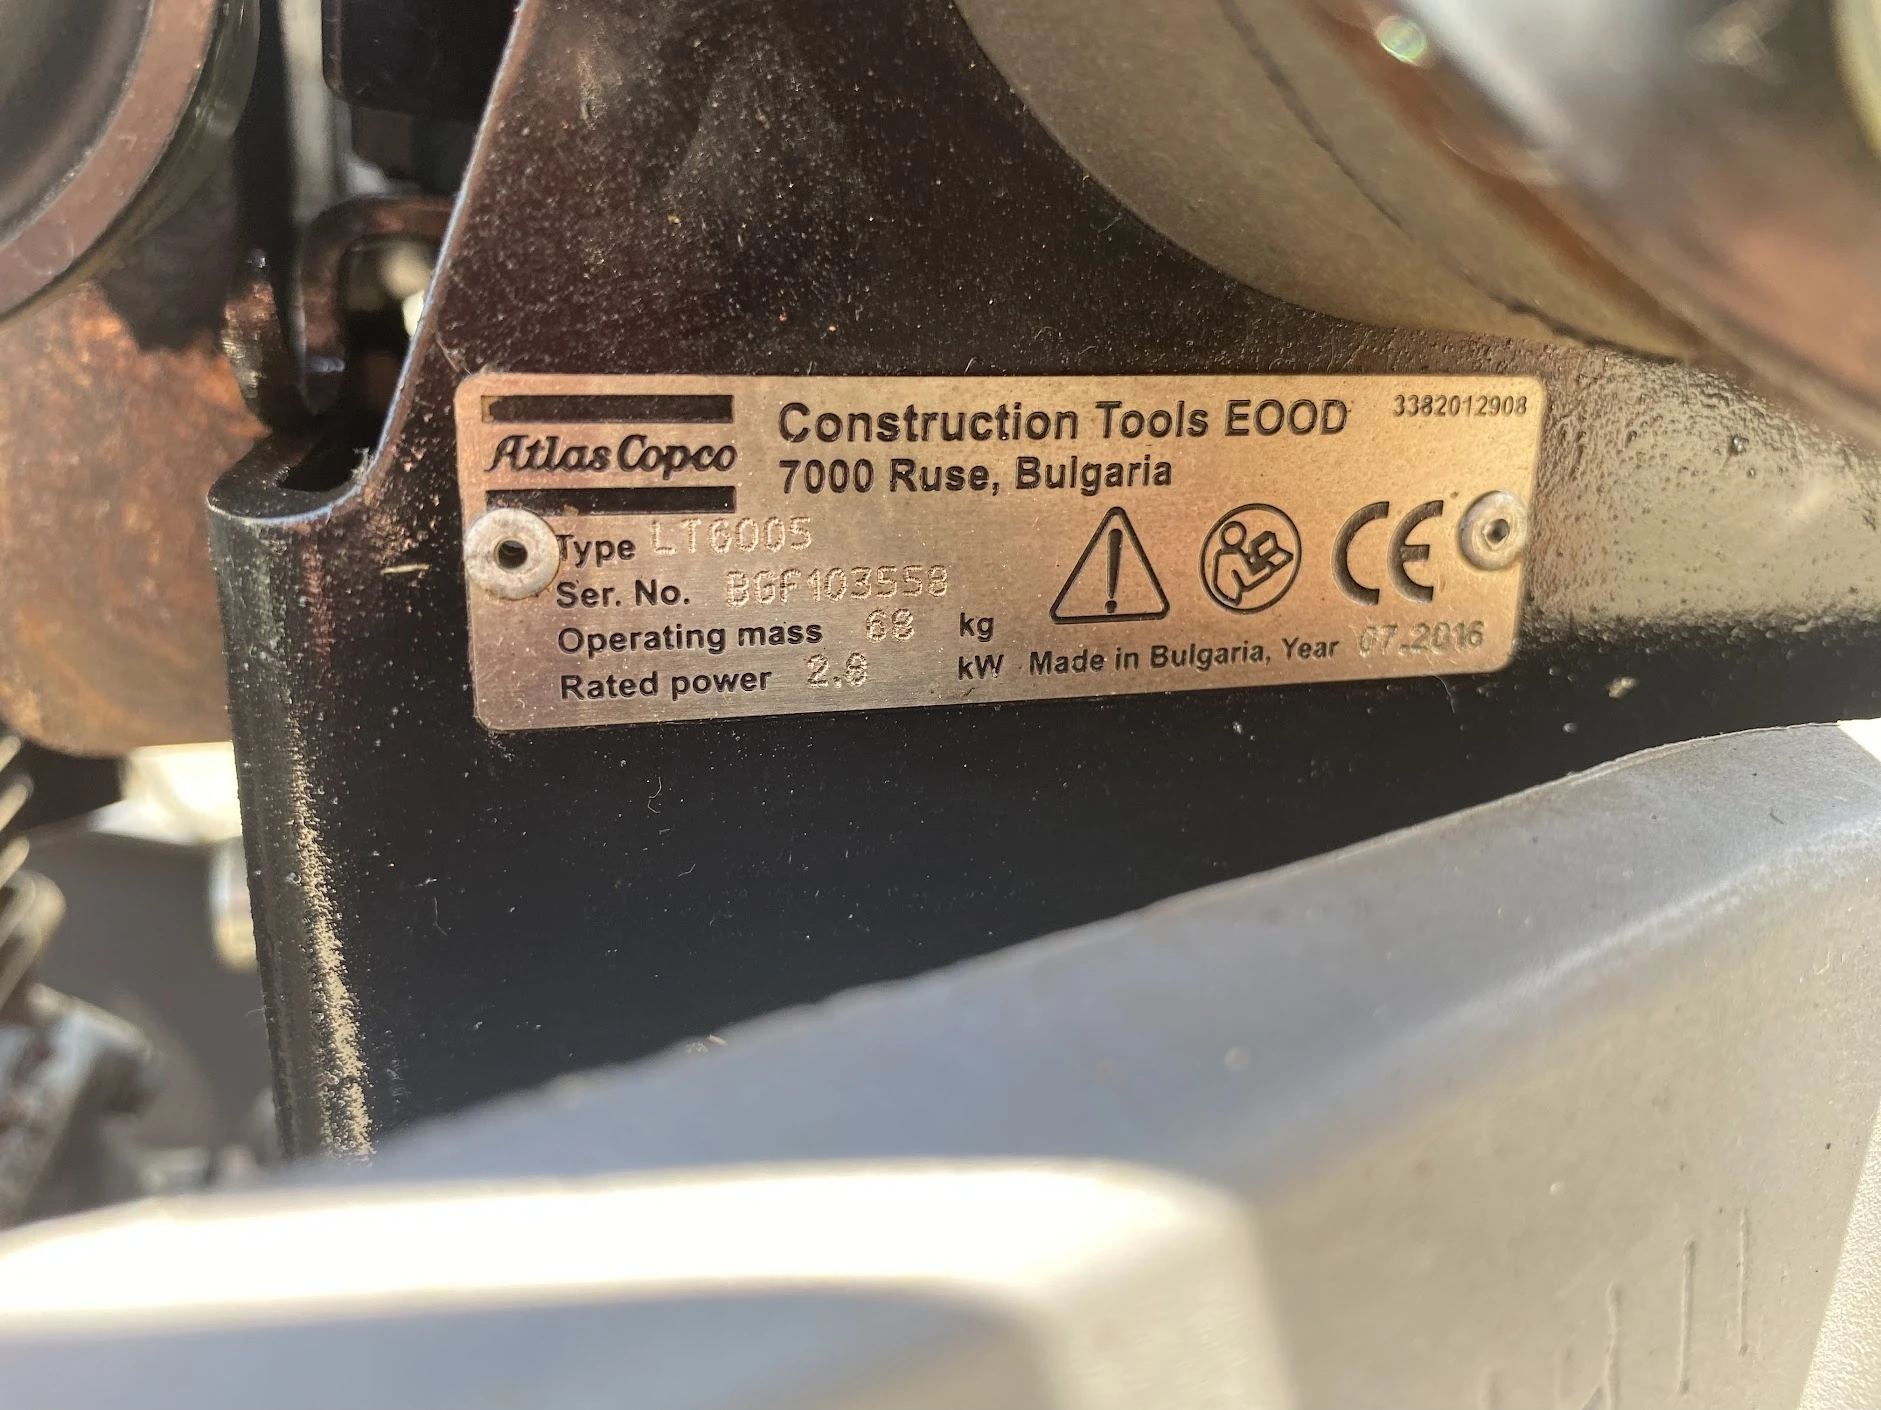 Atlas Copco
Construction Tools EOOD
3382012908
7000 Ruse, Bulgaria
Type LT6005
Ser. No. BGF103558
Operating mass 68 kg
Rated power 2.8 kW
CE
Made in Bulgaria, Year 07.2016